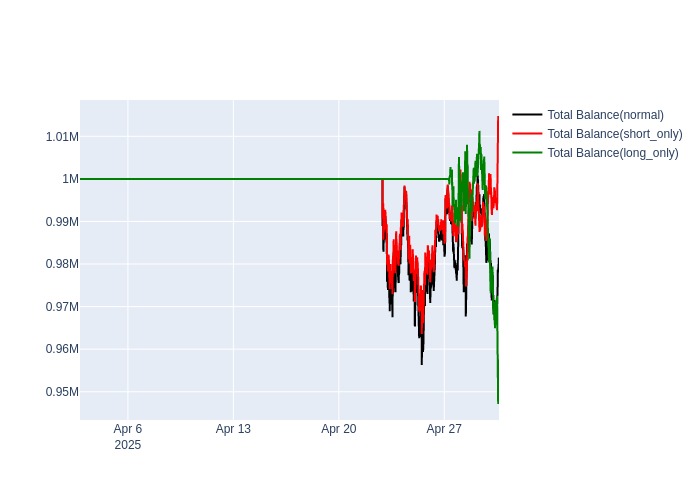 Total Balance(normal)
Total Balance(short_only)
Total Balance(long_only)
1.01M
1M
0.99M
0.98M
0.97M
0.96M
0.95M
Apr 6
2025
Apr 13
Apr 20
Apr 27